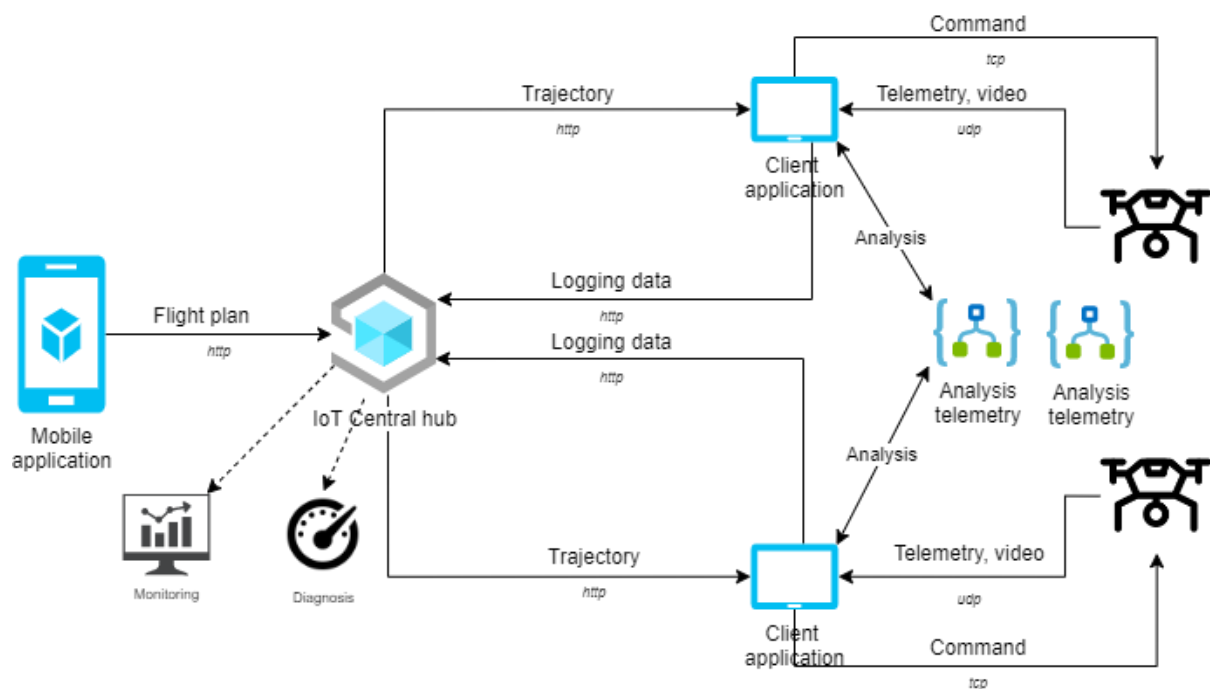 Command
tcp
Trajectory
http
Telemetry, video
udp
Client
application
Analysis
Logging data
http
Flight plan
http
Logging data
http
IoT Central hub
Mobile
application
Analysis
telemetry
Analysis
telemetry
Analysis
Monitoring
Diagnosis
Trajectory
http
Telemetry, video
udp
Client
application
Command
tcp